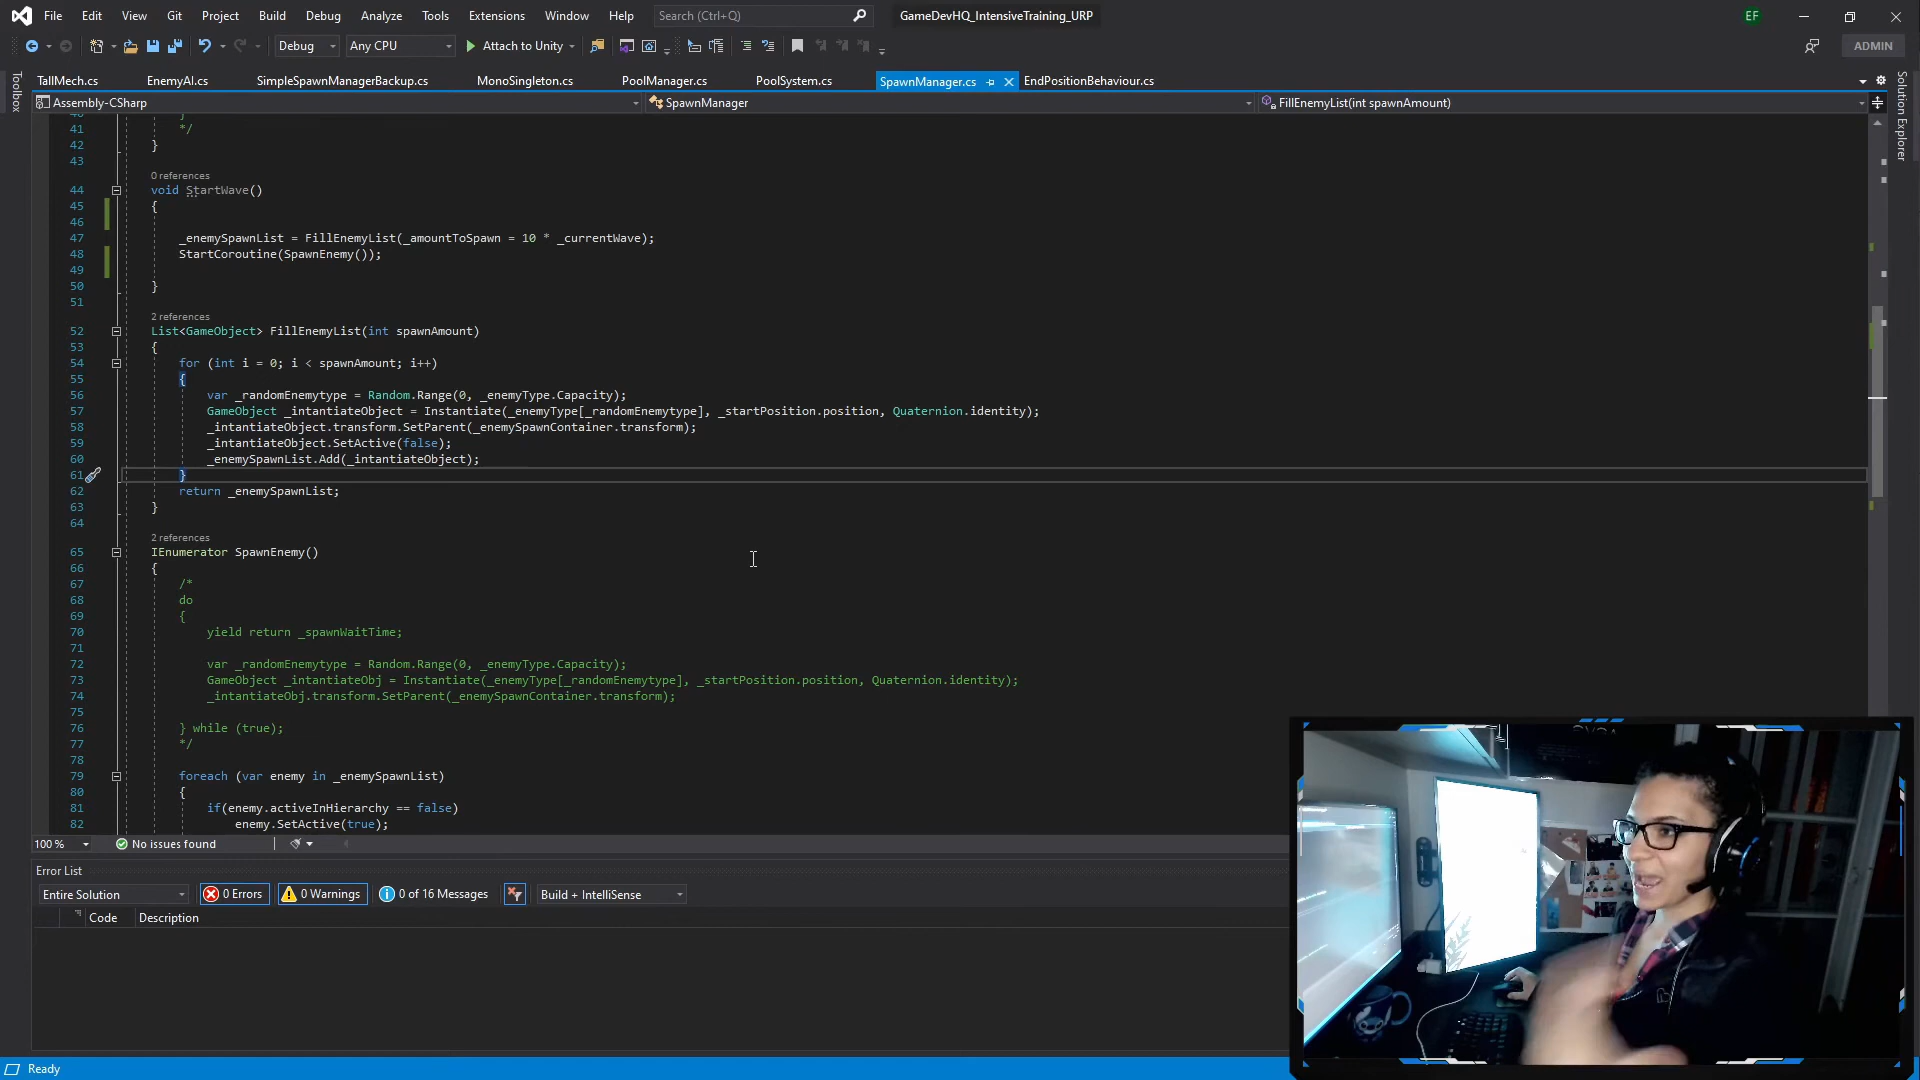 File Edit View Git Project Build Debug Analyze Tools Extensions Window Help Search (Ctrl+Q) GameDevHQ_IntensiveTraining_URP EF
Debug Any CPU Attach to Unity ADMIN
Toolbox
TallMech.cs EnemyAI.cs SimpleSpawnManagerBackup.cs MonoSingleton.cs PoolManager.cs PoolSystem.cs SpawnManager.cs EndPositionBehaviour.cs
Solution Explorer
Assembly-CSharp SpawnManager FillEnemyList(int spawnAmount)
40 }
41 */
42 }
43
0 references
44 void StartWave()
45 {
46
47 _enemySpawnList = FillEnemyList(_amountToSpawn = 10 * _currentWave);
48 StartCoroutine(SpawnEnemy());
49
50 }
51
2 references
52 List<GameObject> FillEnemyList(int spawnAmount)
53 {
54 for (int i = 0; i < spawnAmount; i++)
55 {
56 var _randomEnemytype = Random.Range(0, _enemyType.Capacity);
57 GameObject _intantiateObject = Instantiate(_enemyType[_randomEnemytype], _startPosition.position, Quaternion.identity);
58 _intantiateObject.transform.SetParent(_enemySpawnContainer.transform);
59 _intantiateObject.SetActive(false);
60 _enemySpawnList.Add(_intantiateObject);
61 }
62 return _enemySpawnList;
63 }
64
2 references
65 IEnumerator SpawnEnemy()
66 {
67 /*
68 do
69 {
70 yield return _spawnWaitTime;
71
72 var _randomEnemytype = Random.Range(0, _enemyType.Capacity);
73 GameObject _intantiateObj = Instantiate(_enemyType[_randomEnemytype], _startPosition.position, Quaternion.identity);
74 _intantiateObj.transform.SetParent(_enemySpawnContainer.transform);
75
76 } while (true);
77 */
78
79 foreach (var enemy in _enemySpawnList)
80 {
81 if(enemy.activeInHierarchy == false)
82 enemy.SetActive(true);
100 % No issues found
Error List
Entire Solution 0 Errors 0 Warnings 0 of 16 Messages Build + IntelliSense
Code Description
Ready